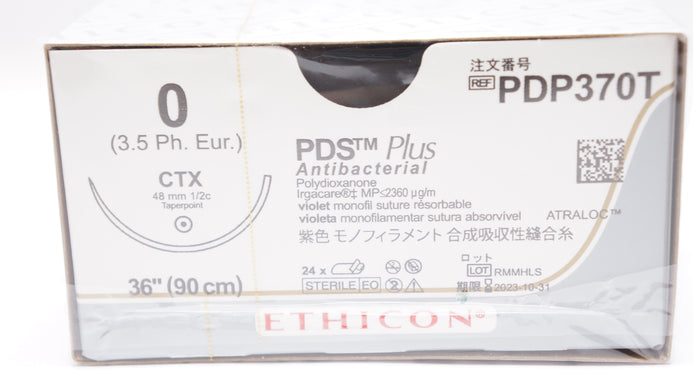 0
(3.5 Ph. Eur.)
CTX
48 mm 1/2c
Taperpoint
36" (90 cm)
注文番号
REF PDP370T
PDS™ Plus
Antibacterial
Polydioxanone
Irgacare®‡ MP≤2360 µg/m
violet monofil suture resorbable
violeta monofilamentar sutura absorvível
ATRALOC™
紫色 モノフィラメント 合成吸収性縫合糸
24 x
STERILE EO
ロット
LOT RMMHLS
期限 2023-10-31
ETHICON®